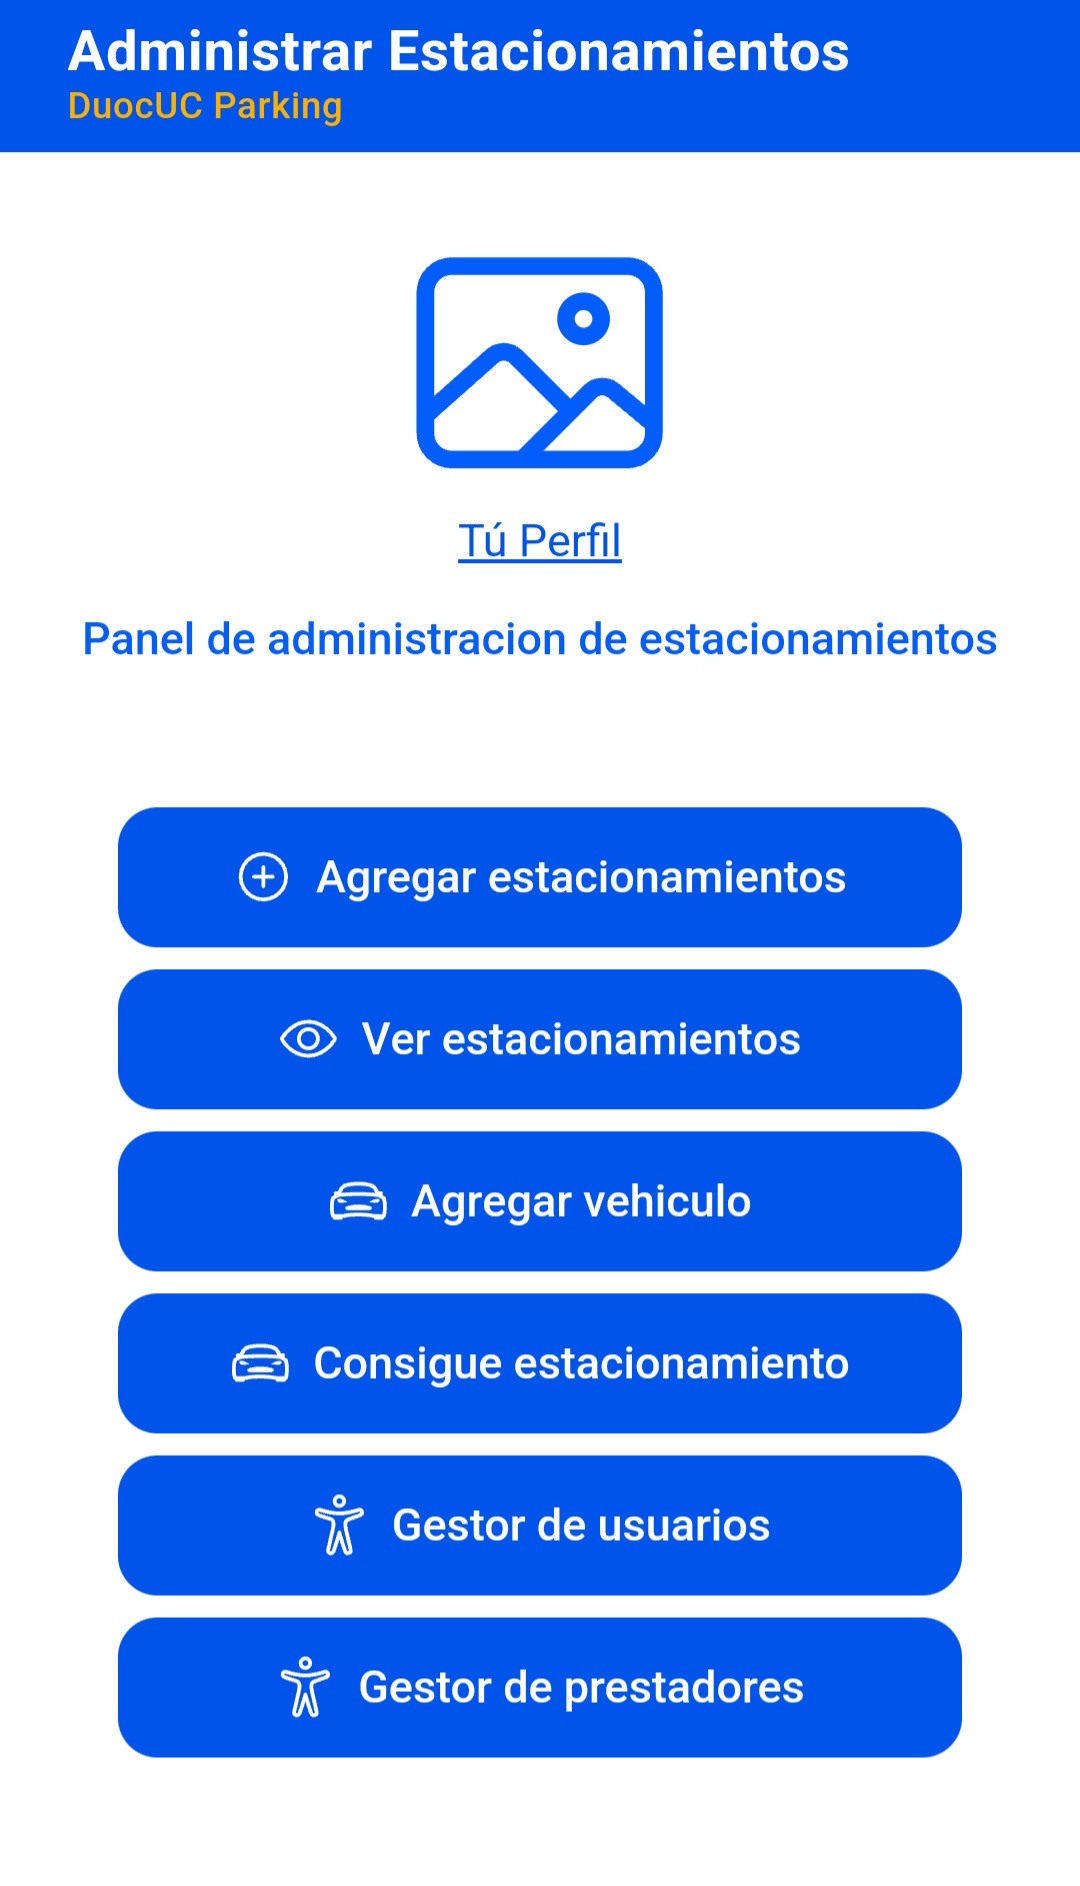 Administrar Estacionamientos
DuocUC Parking
Tú Perfil
Panel de administracion de estacionamientos
Agregar estacionamientos
Ver estacionamientos
Agregar vehiculo
Consigue estacionamiento
Gestor de usuarios
Gestor de prestadores